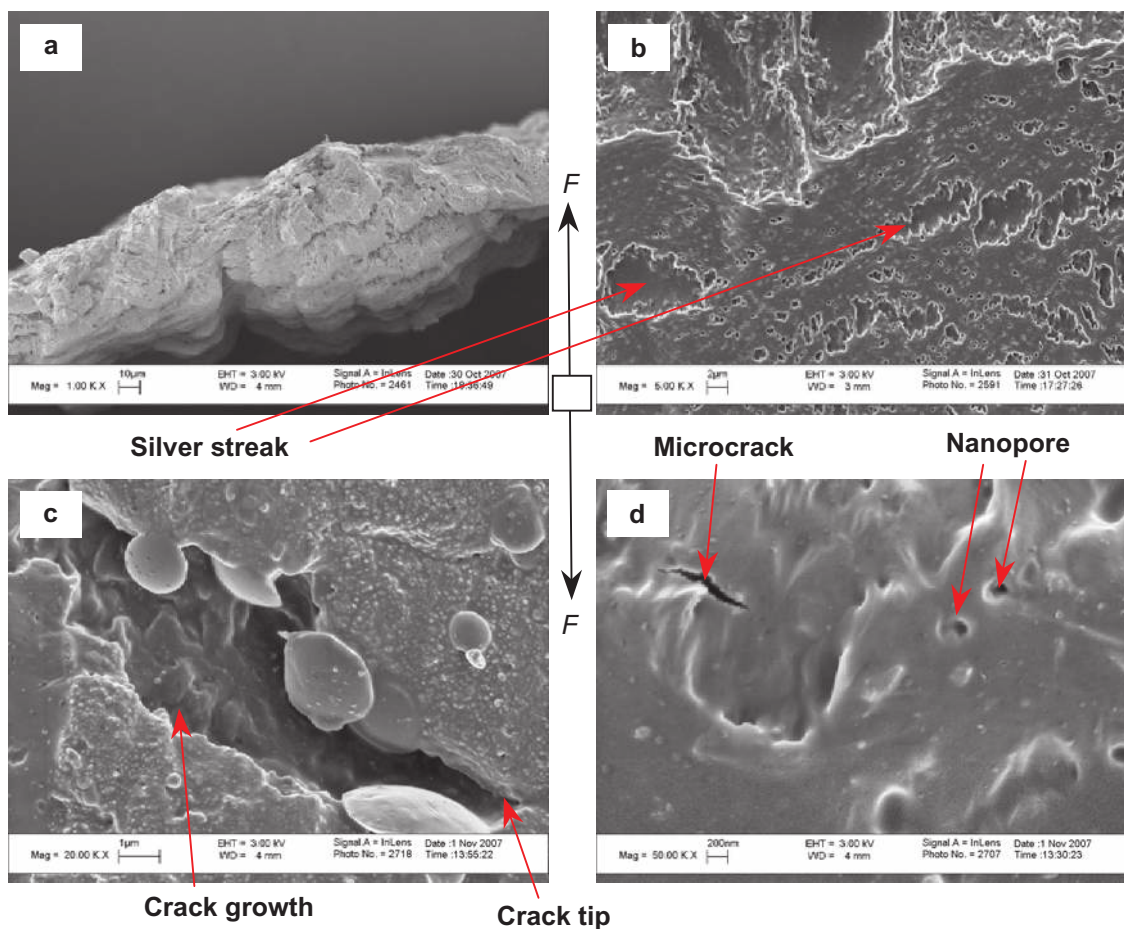 a
b
F
10µm
Mag = 1.00 K X
EHT = 3.00 kV
WD = 4 mm
Signal A = InLens
Photo No. = 2461
Date :30 Oct 2007
Time :18:36:49
2µm
Mag = 5.00 K X
EHT = 3.00 kV
WD = 3 mm
Signal A = InLens
Photo No. = 2591
Date :31 Oct 2007
Time :17:27:26
Silver streak
Microcrack
Nanopore
c
d
F
1µm
Mag = 20.00 K X
EHT = 3.00 kV
WD = 4 mm
Signal A = InLens
Photo No. = 2718
Date :1 Nov 2007
Time :13:55:22
200nm
Mag = 50.00 K X
EHT = 3.00 kV
WD = 4 mm
Signal A = InLens
Photo No. = 2707
Date :1 Nov 2007
Time :13:30:23
Crack growth
Crack tip